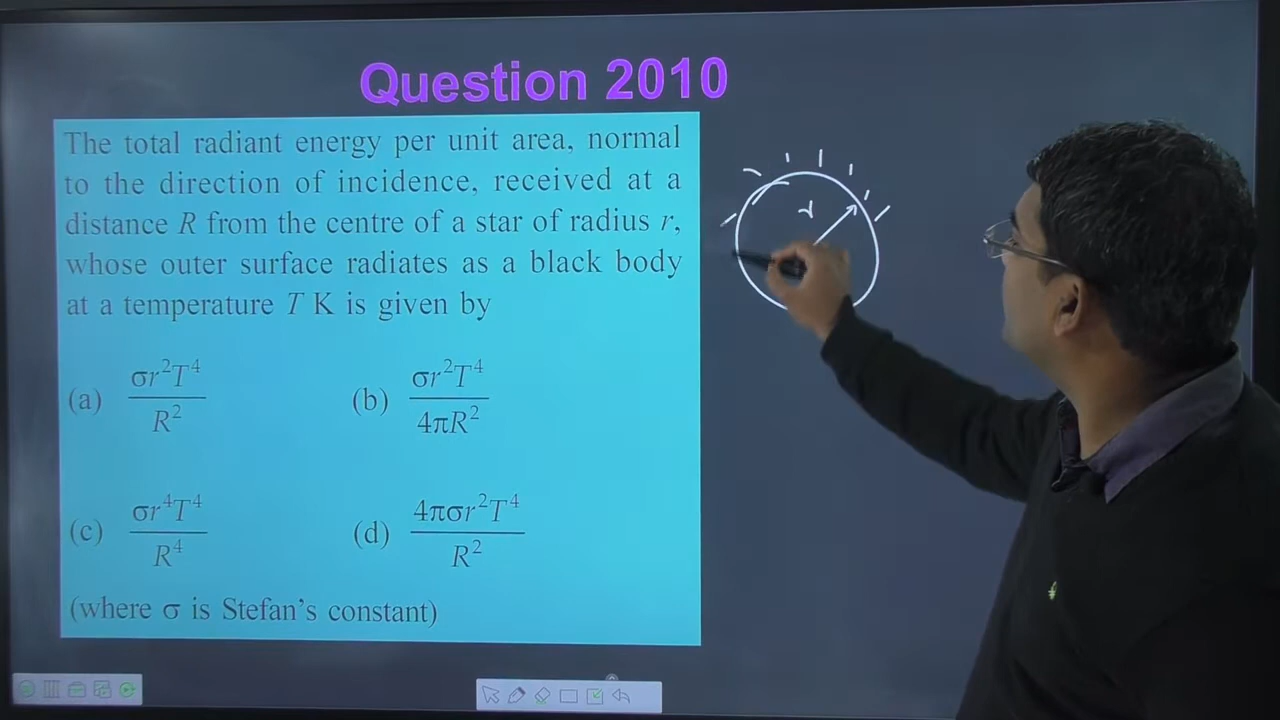 Question 2010
The total radiant energy per unit area, normal
to the direction of incidence, received at a
distance R from the centre of a star of radius r,
whose outer surface radiates as a black body
at a temperature T K is given by
(a) σr²T⁴ / R² (b) σr²T⁴ / 4πR²
(c) σr⁴T⁴ / R⁴ (d) 4πσr²T⁴ / R²
(where σ is Stefan's constant)